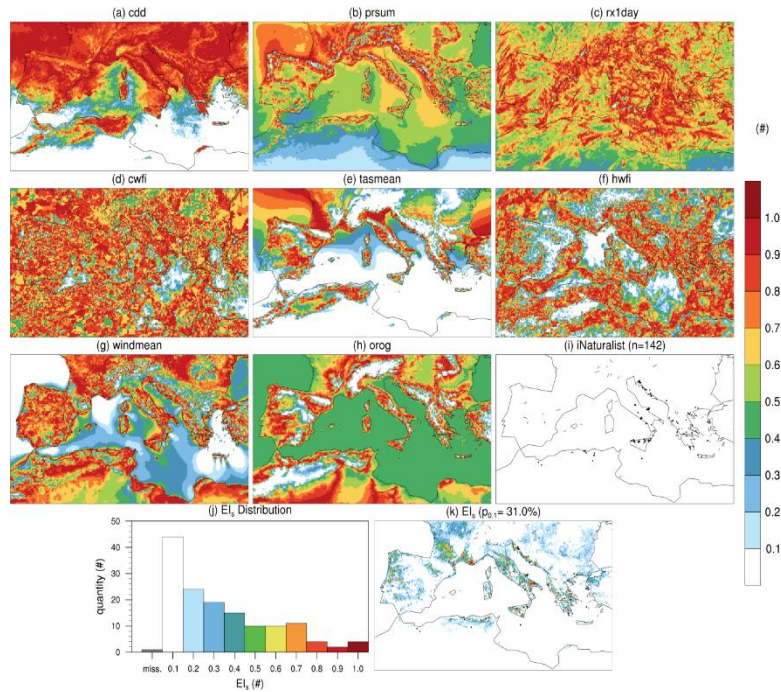 (a) cdd
(b) prsum
(c) rx1day
(#)
(d) cwfi
(e) tasmean
(f) hwfi
1.0
0.9
0.8
0.7
0.6
0.5
0.4
0.3
0.2
0.1
(g) windmean
(h) orog
(i) iNaturalist (n=142)
(j) EIs Distribution
(k) EIs (p0.1= 31.0%)
50
40
30
20
10
0
quantity (#)
miss. 0.1 0.2 0.3 0.4 0.5 0.6 0.7 0.8 0.9 1.0
EIs (#)